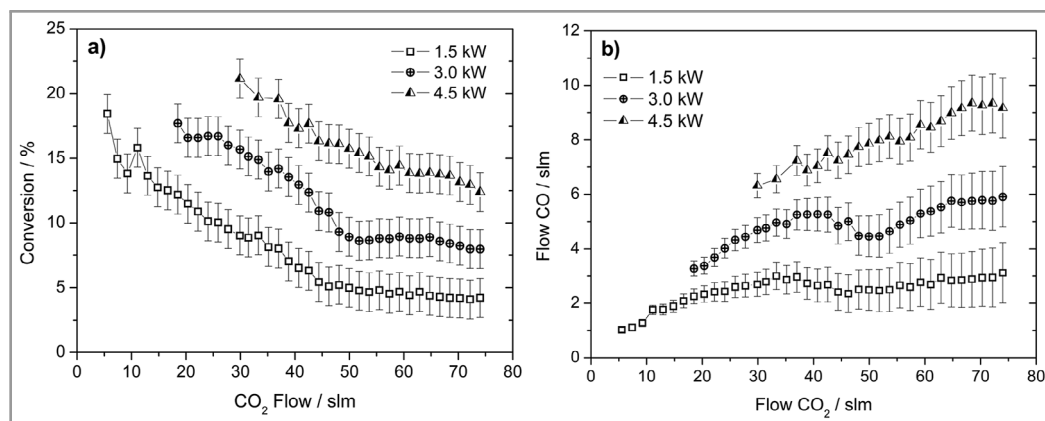 a)
1.5 kW
3.0 kW
4.5 kW
25
20
15
10
5
0
Conversion / %
0 10 20 30 40 50 60 70 80
CO₂ Flow / slm
b)
1.5 kW
3.0 kW
4.5 kW
12
10
8
6
4
2
0
Flow CO / slm
0 10 20 30 40 50 60 70 80
Flow CO₂ / slm